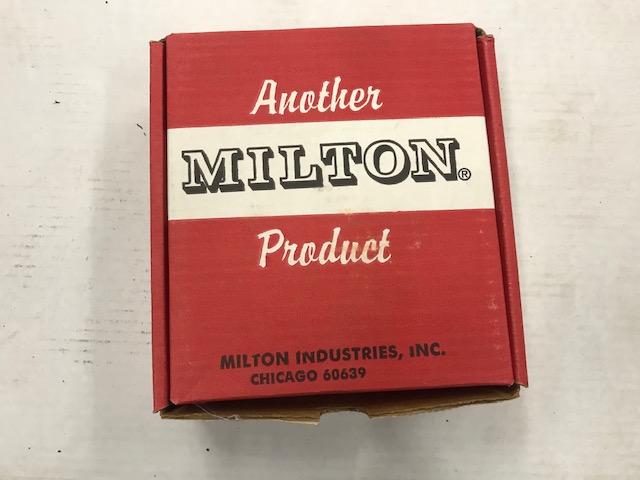 Another
MILTON®
Product
MILTON INDUSTRIES, INC.
CHICAGO 60639